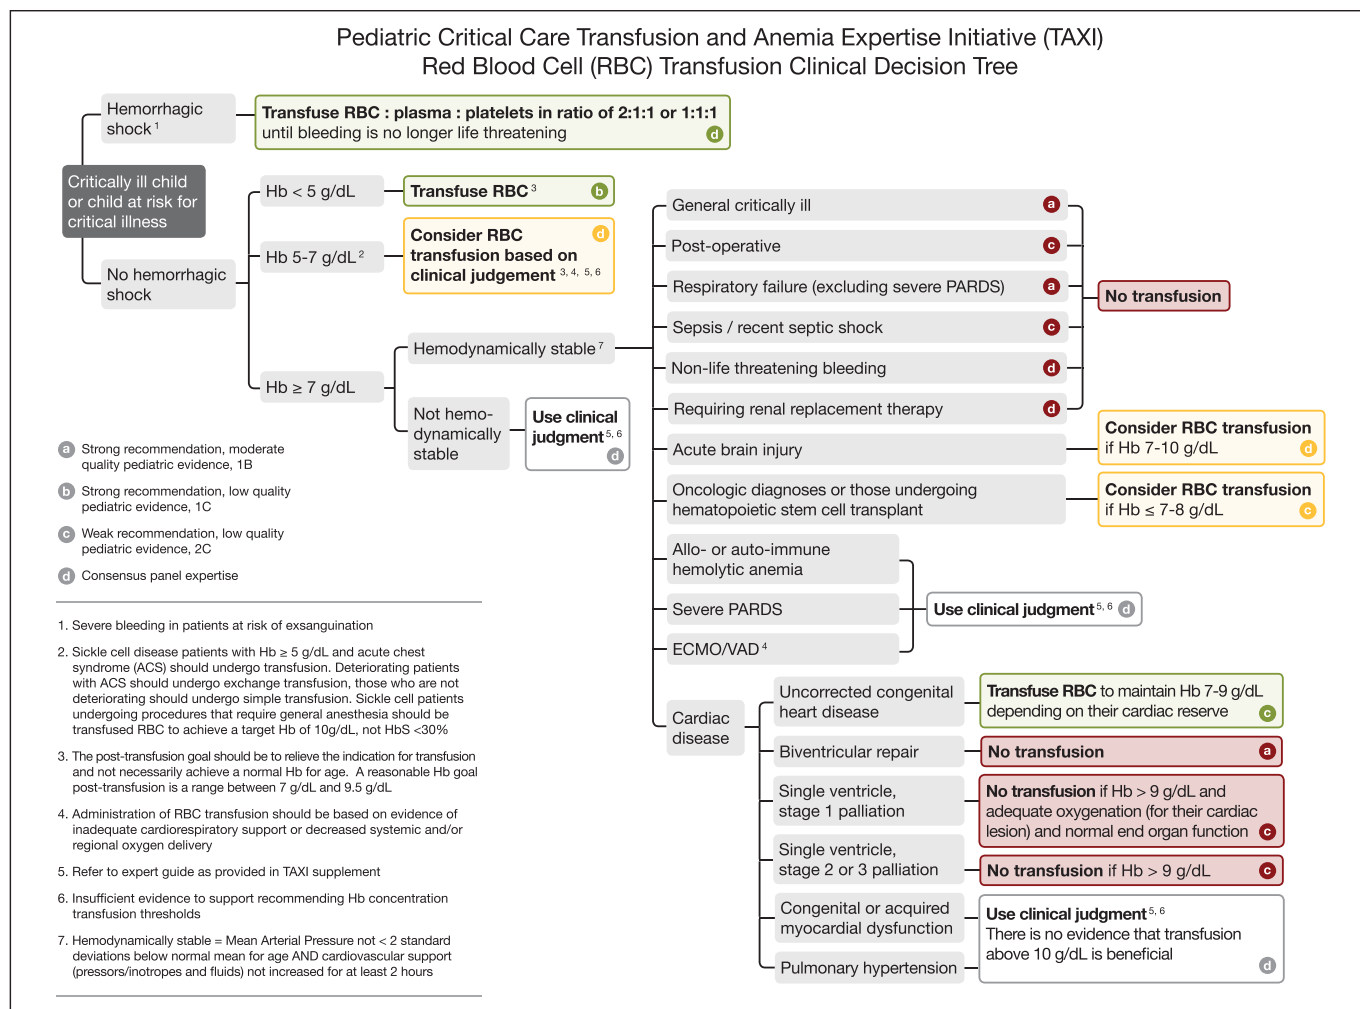 Pediatric Critical Care Transfusion and Anemia Expertise Initiative (TAXI)
Red Blood Cell (RBC) Transfusion Clinical Decision Tree
Hemorrhagic
shock 1
Transfuse RBC : plasma : platelets in ratio of 2:1:1 or 1:1:1
until bleeding is no longer life threatening
d
Critically ill child
or child at risk for
critical illness
No hemorrhagic
shock
Hb < 5 g/dL
Transfuse RBC 3
b
Hb 5-7 g/dL 2
Consider RBC
transfusion based on
clinical judgement 3, 4, 5, 6
d
Hb ≥ 7 g/dL
Hemodynamically stable 7
Not hemo-
dynamically
stable
Use clinical
judgment 5, 6
d
General critically ill
a
Post-operative
c
Respiratory failure (excluding severe PARDS)
a
Sepsis / recent septic shock
c
Non-life threatening bleeding
d
Requiring renal replacement therapy
d
No transfusion
Acute brain injury
Consider RBC transfusion
if Hb 7-10 g/dL
d
Oncologic diagnoses or those undergoing
hematopoietic stem cell transplant
Consider RBC transfusion
if Hb ≤ 7-8 g/dL
c
Allo- or auto-immune
hemolytic anemia
Severe PARDS
ECMO/VAD 4
Use clinical judgment 5, 6
d
Cardiac
disease
Uncorrected congenital
heart disease
Transfuse RBC to maintain Hb 7-9 g/dL
depending on their cardiac reserve
c
Biventricular repair
No transfusion
a
Single ventricle,
stage 1 palliation
No transfusion if Hb > 9 g/dL and
adequate oxygenation (for their cardiac
lesion) and normal end organ function
c
Single ventricle,
stage 2 or 3 palliation
No transfusion if Hb > 9 g/dL
c
Congenital or acquired
myocardial dysfunction
Pulmonary hypertension
Use clinical judgment 5, 6
There is no evidence that transfusion
above 10 g/dL is beneficial
d
a Strong recommendation, moderate
quality pediatric evidence, 1B
b Strong recommendation, low quality
pediatric evidence, 1C
c Weak recommendation, low quality
pediatric evidence, 2C
d Consensus panel expertise
1. Severe bleeding in patients at risk of exsanguination
2. Sickle cell disease patients with Hb ≥ 5 g/dL and acute chest
syndrome (ACS) should undergo transfusion. Deteriorating patients
with ACS should undergo exchange transfusion, those who are not
deteriorating should undergo simple transfusion. Sickle cell patients
undergoing procedures that require general anesthesia should be
transfused RBC to achieve a target Hb of 10g/dL, not HbS <30%
3. The post-transfusion goal should be to relieve the indication for transfusion
and not necessarily achieve a normal Hb for age. A reasonable Hb goal
post-transfusion is a range between 7 g/dL and 9.5 g/dL
4. Administration of RBC transfusion should be based on evidence of
inadequate cardiorespiratory support or decreased systemic and/or
regional oxygen delivery
5. Refer to expert guide as provided in TAXI supplement
6. Insufficient evidence to support recommending Hb concentration
transfusion thresholds
7. Hemodynamically stable = Mean Arterial Pressure not < 2 standard
deviations below normal mean for age AND cardiovascular support
(pressors/inotropes and fluids) not increased for at least 2 hours